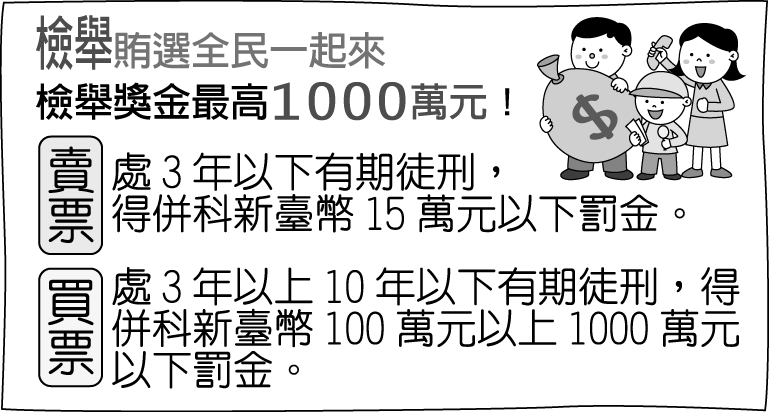 檢舉賄選全民一起來
檢舉獎金最高1000萬元！
賣票
處3年以下有期徒刑，
得併科新臺幣15萬元以下罰金。
買票
處3年以上10年以下有期徒刑，得
併科新臺幣100萬元以上1000萬元
以下罰金。
$